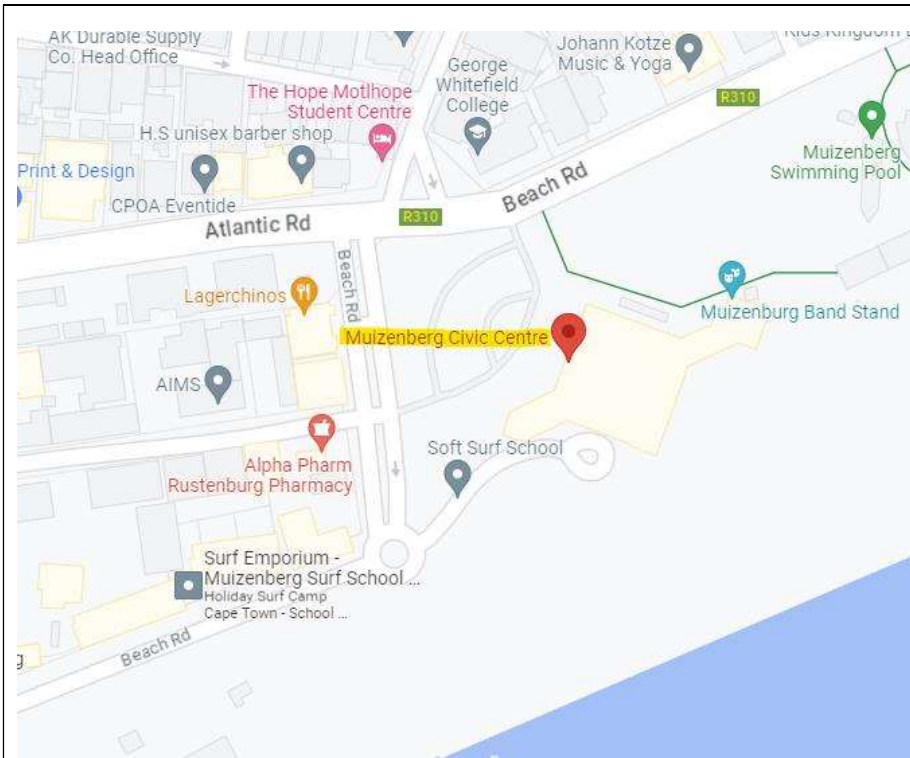 AK Durable Supply
Co. Head Office
Johann Kotze
Music & Yoga
George
Whitefield
College
R310
The Hope Motlhope
Student Centre
H.S unisex barber shop
Muizenberg
Swimming Pool
Print & Design
CPOA Eventide
Beach Rd
R310
Atlantic Rd
Beach Rd
Lagerchinos
Muizenburg Band Stand
Muizenberg Civic Centre
AIMS
Soft Surf School
Alpha Pharm
Rustenburg Pharmacy
Surf Emporium -
Muizenberg Surf School ...
Holiday Surf Camp
Cape Town - School ...
Beach Rd